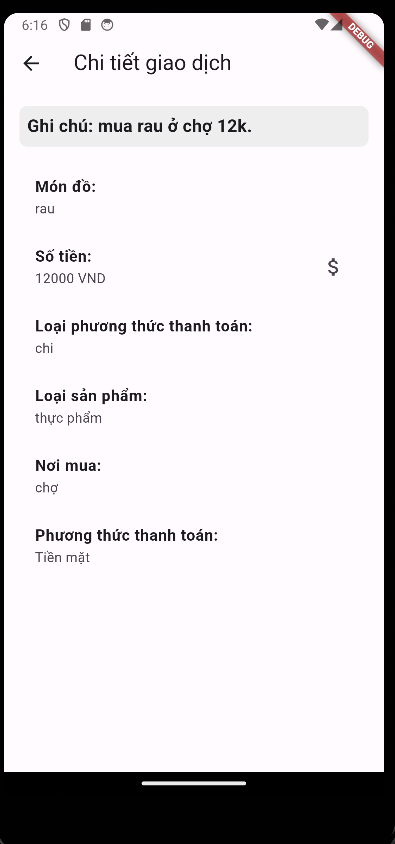 6:16
DEBUG
Chi tiết giao dịch
Ghi chú: mua rau ở chợ 12k.
Món đồ:
rau
Số tiền:
12000 VND
$
Loại phương thức thanh toán:
chi
Loại sản phẩm:
thực phẩm
Nơi mua:
chợ
Phương thức thanh toán:
Tiền mặt